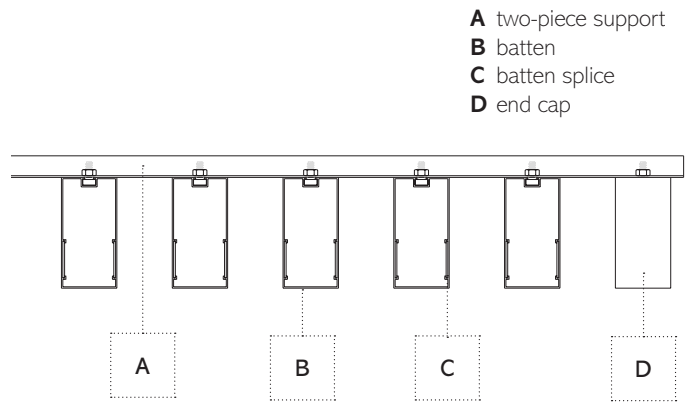 A two-piece support
B batten
C batten splice
D end cap
A
B
C
D